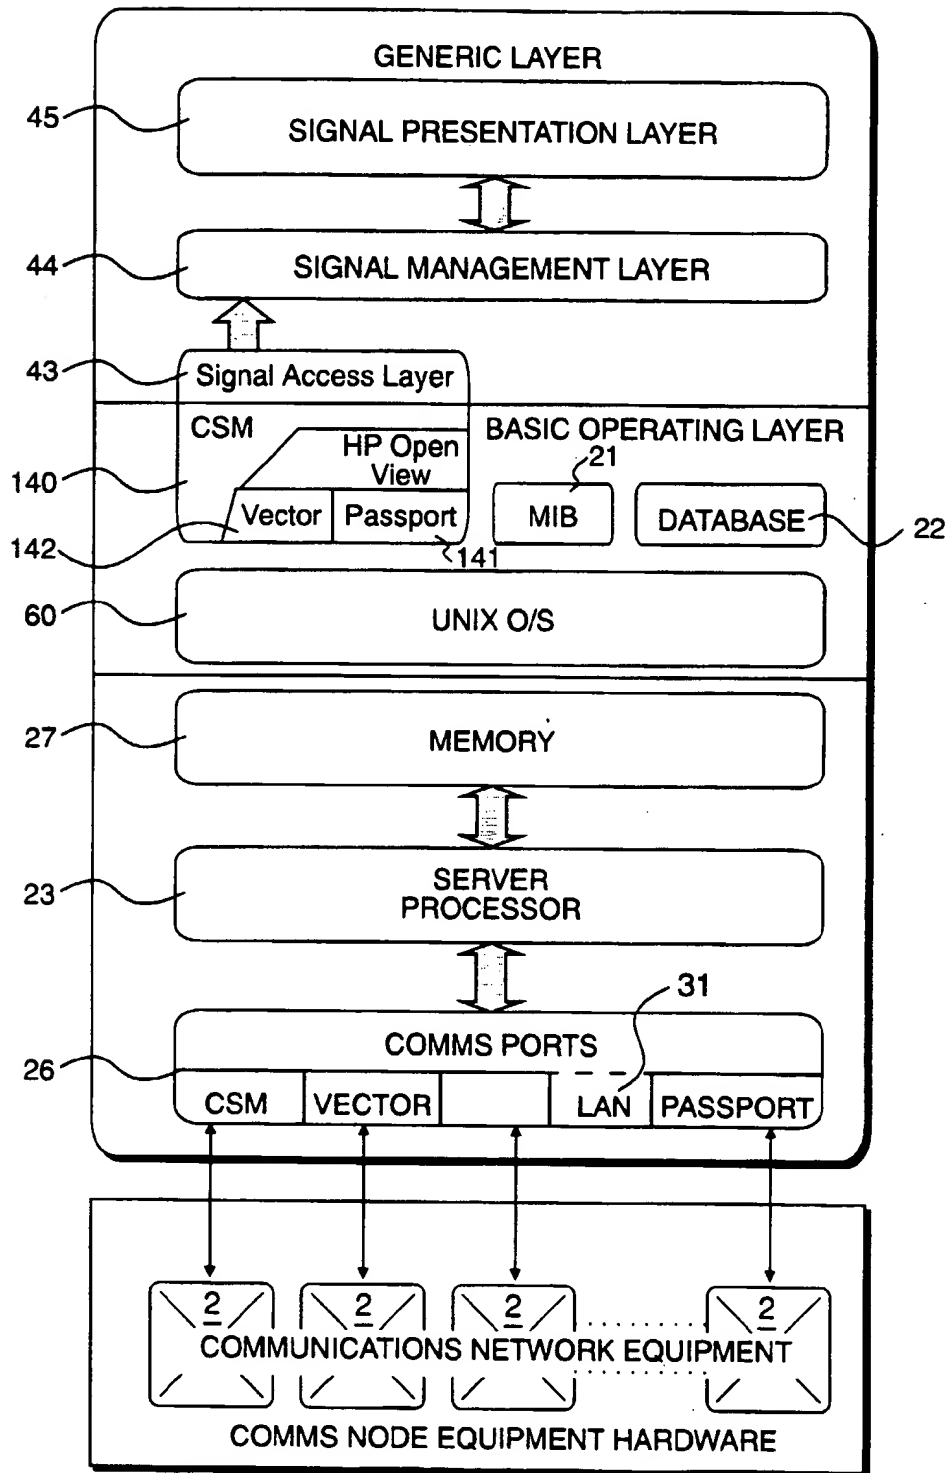 GENERIC LAYER
45
SIGNAL PRESENTATION LAYER
44
SIGNAL MANAGEMENT LAYER
43
Signal Access Layer
CSM
BASIC OPERATING LAYER
HP Open
View
21
140
Vector
Passport
MIB
DATABASE
22
142
141
60
UNIX O/S
27
MEMORY
23
SERVER
PROCESSOR
31
COMMS PORTS
26
CSM
VECTOR
LAN
PASSPORT
2
2
2
2
COMMUNICATIONS NETWORK EQUIPMENT
COMMS NODE EQUIPMENT HARDWARE